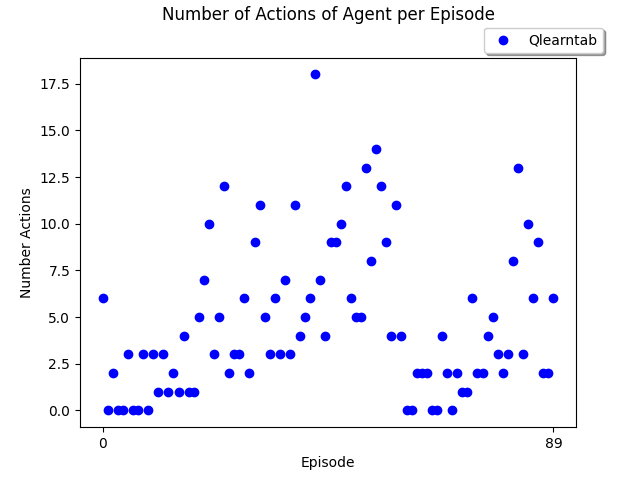 Number of Actions of Agent per Episode
Qlearntab
17.5
15.0
12.5
10.0
7.5
5.0
2.5
0.0
Number Actions
0
89
Episode